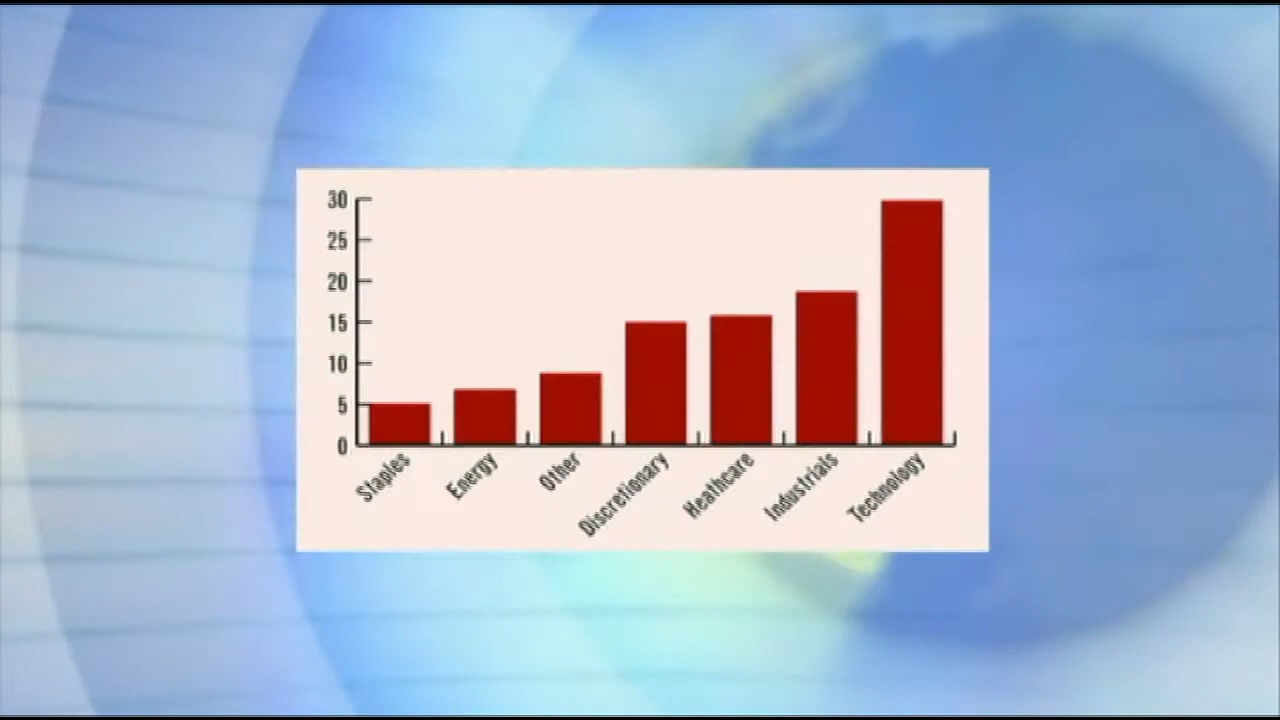 30
25
20
15
10
5
0
Staples
Energy
Other
Discretionary
Heathcare
Industrials
Technology